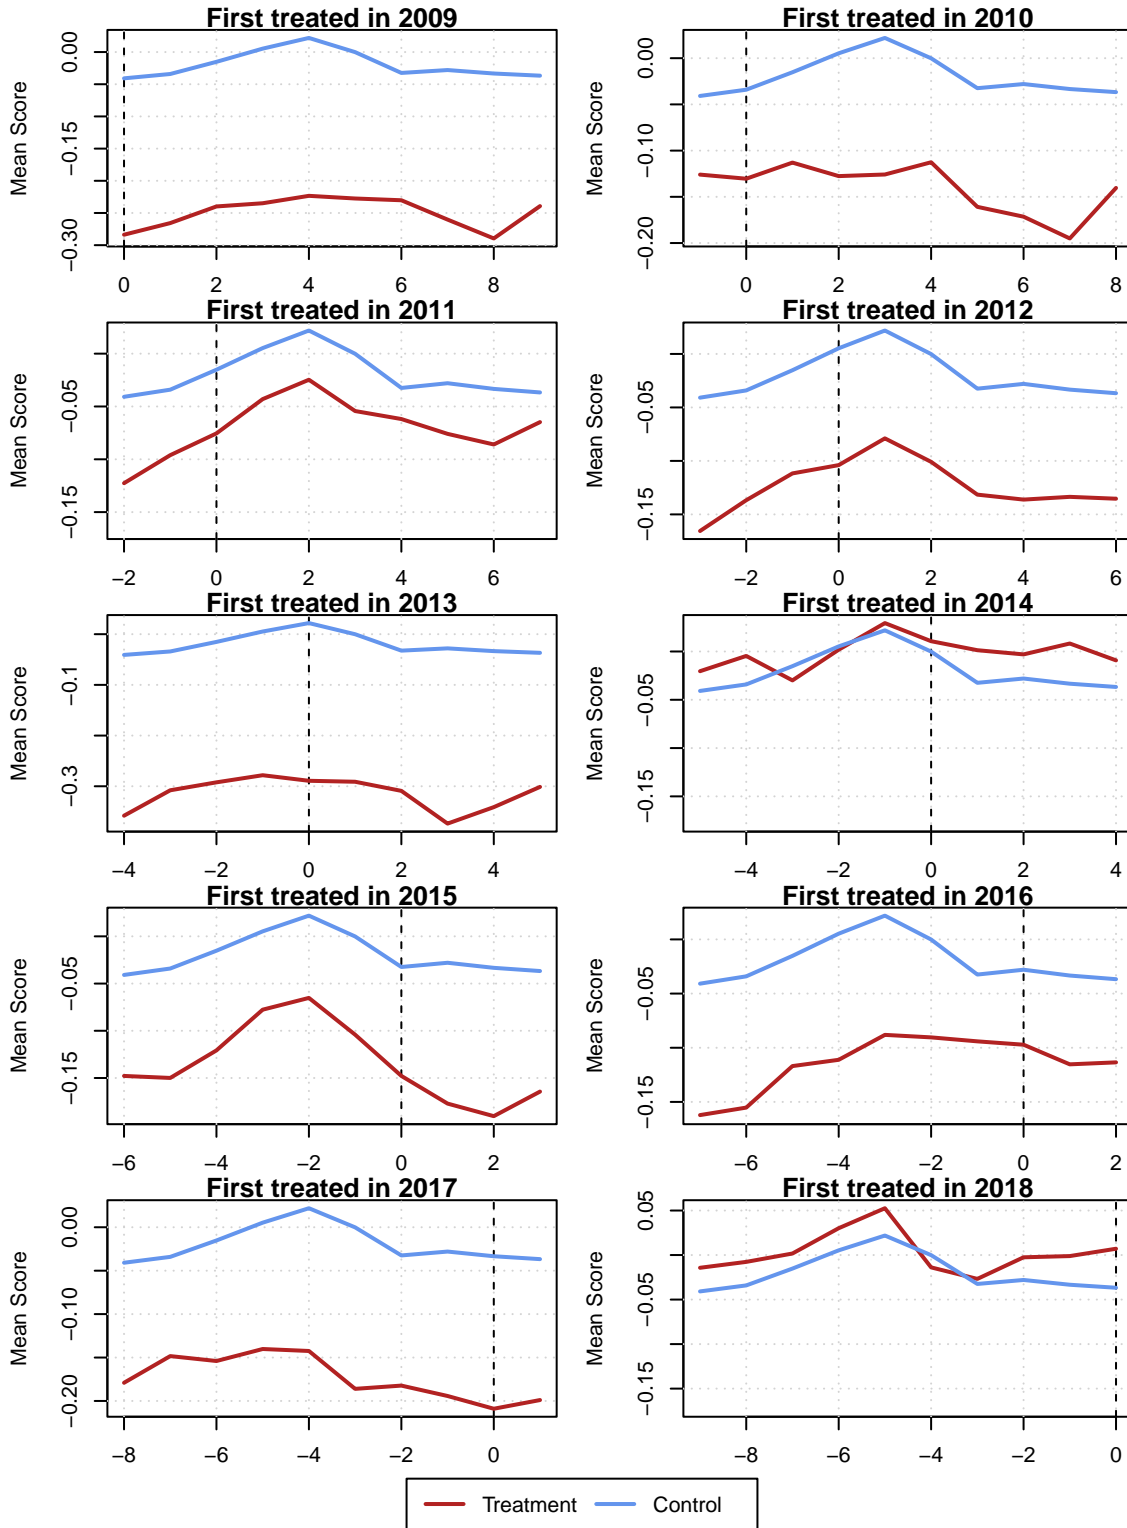 First treated in 2009
Mean Score
0.00
−0.15
−0.30
0 2 4 6 8
First treated in 2010
Mean Score
0.00
−0.10
−0.20
0 2 4 6 8
First treated in 2011
Mean Score
−0.05
−0.15
−2 0 2 4 6
First treated in 2012
Mean Score
−0.05
−0.15
−2 0 2 4 6
First treated in 2013
Mean Score
−0.1
−0.3
−4 −2 0 2 4
First treated in 2014
Mean Score
−0.05
−0.15
−4 −2 0 2 4
First treated in 2015
Mean Score
−0.05
−0.15
−6 −4 −2 0 2
First treated in 2016
Mean Score
−0.05
−0.15
−6 −4 −2 0 2
First treated in 2017
Mean Score
0.00
−0.10
−0.20
−8 −6 −4 −2 0
First treated in 2018
Mean Score
0.05
−0.05
−0.15
−8 −6 −4 −2 0
Treatment Control